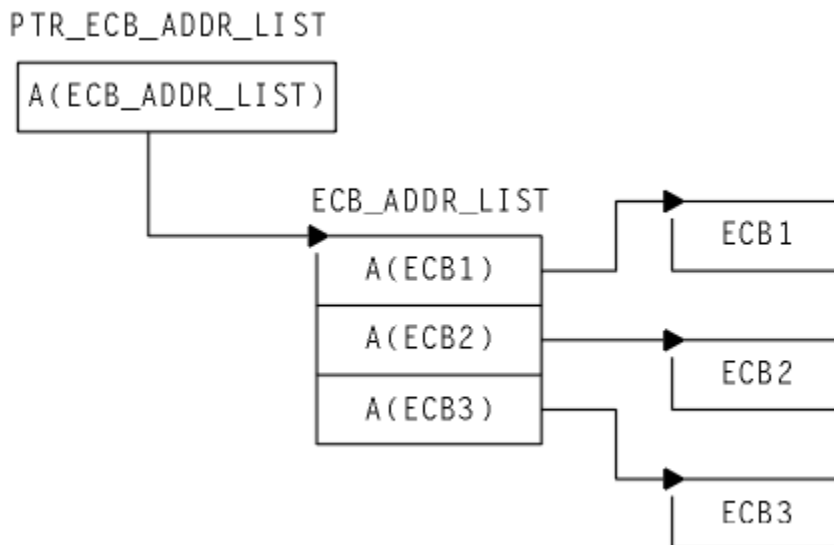 PTR_ECB_ADDR_LIST
A(ECB_ADDR_LIST)
ECB_ADDR_LIST
A(ECB1)
A(ECB2)
A(ECB3)
ECB1
ECB2
ECB3